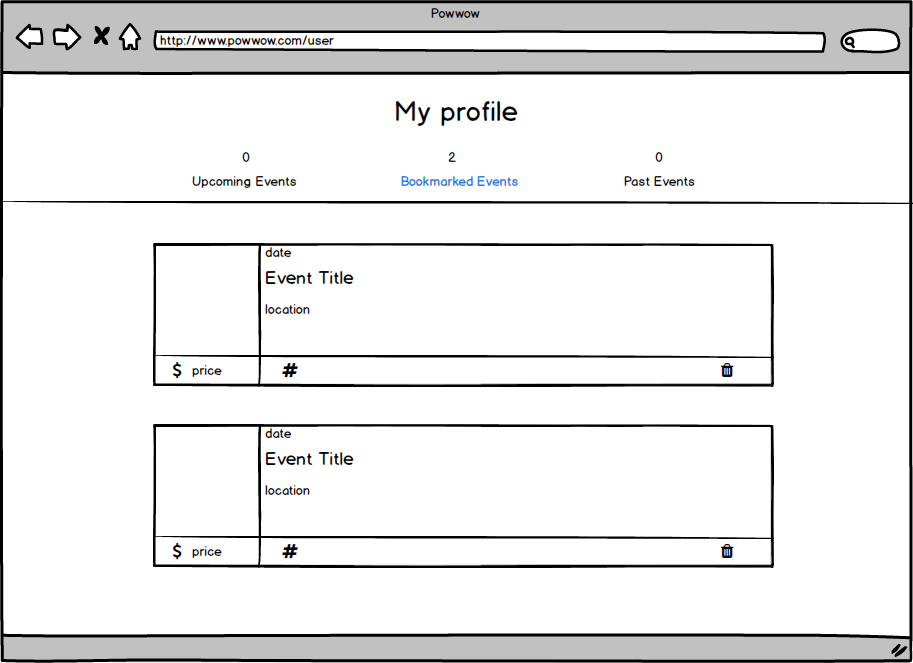 Powwow
http://www.powwow.com/user
My profile
0 2 0
Upcoming Events Bookmarked Events Past Events
date
Event Title
location
$ price #
date
Event Title
location
$ price #